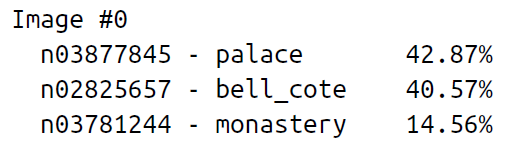 Image #0
n03877845 - palace 42.87%
n02825657 - bell_cote 40.57%
n03781244 - monastery 14.56%